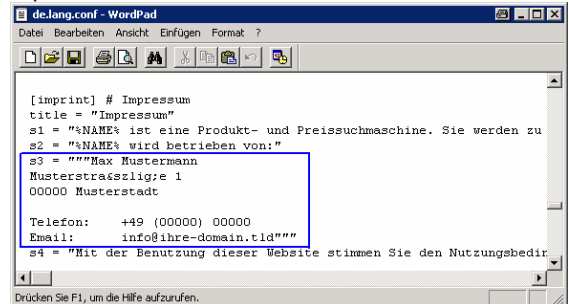 de.lang.conf - WordPad
Datei Bearbeiten Ansicht Einfügen Format ?
[imprint] # Impressum
title = "Impressum"
s1 = "%NAME% ist eine Produkt- und Preissuchmaschine. Sie werden zu
s2 = "%NAME% wird betrieben von:"
s3 = """Max Mustermann
Musterstra&szlig;e 1
00000 Musterstadt
Telefon: +49 (00000) 00000
Email: info@ihre-domain.tld"""
s4 = "Mit der Benutzung dieser Website stimmen Sie den Nutzungsbedir
Drücken Sie F1, um die Hilfe aufzurufen.